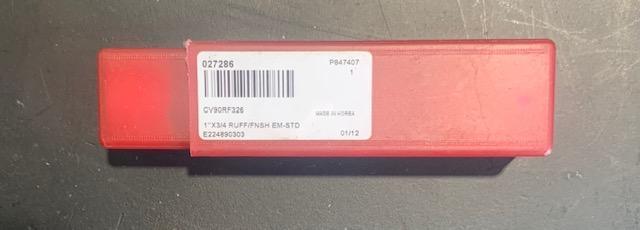 027286 P847407
1
CV90RF326
MADE IN KOREA
1"X3/4 RUFF/FNSH EM-STD
E224890303 01/12